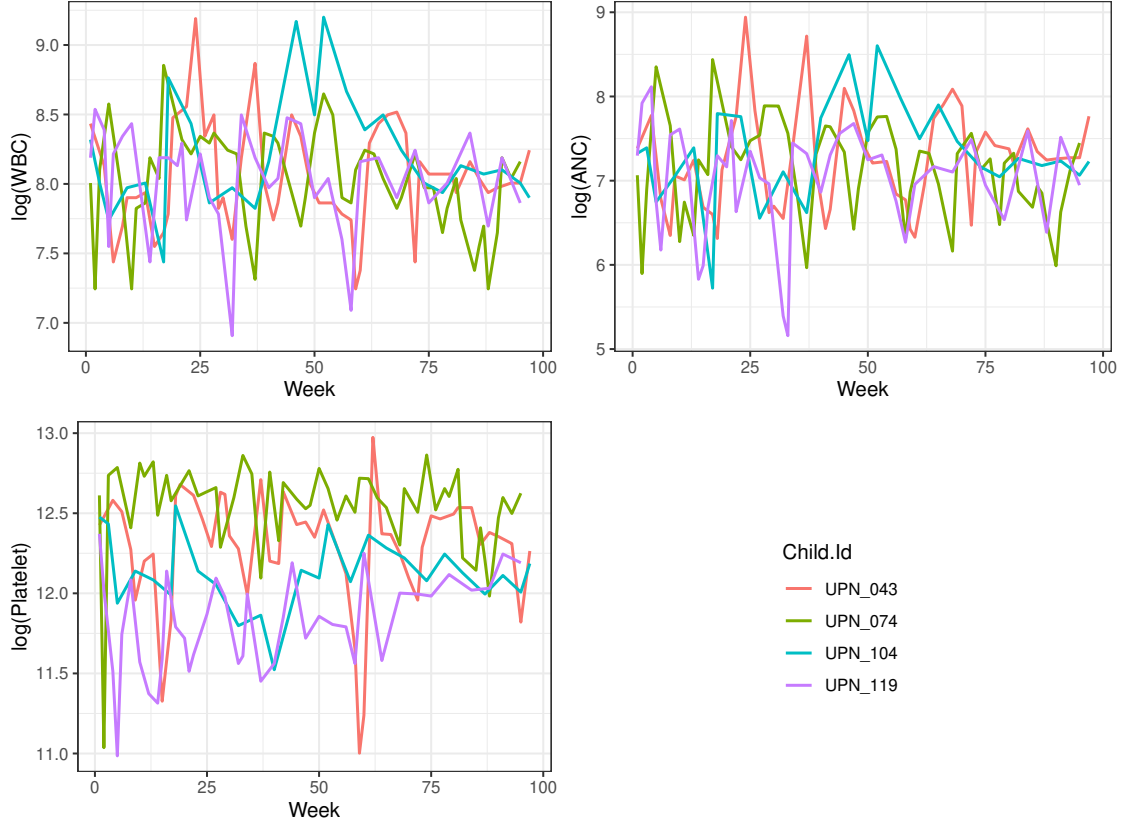 log(WBC)
9.0
8.5
8.0
7.5
7.0
0
25
50
75
100
Week
log(ANC)
9
8
7
6
5
0
25
50
75
100
Week
log(Platelet)
13.0
12.5
12.0
11.5
11.0
0
25
50
75
100
Week
Child.Id
UPN_043
UPN_074
UPN_104
UPN_119